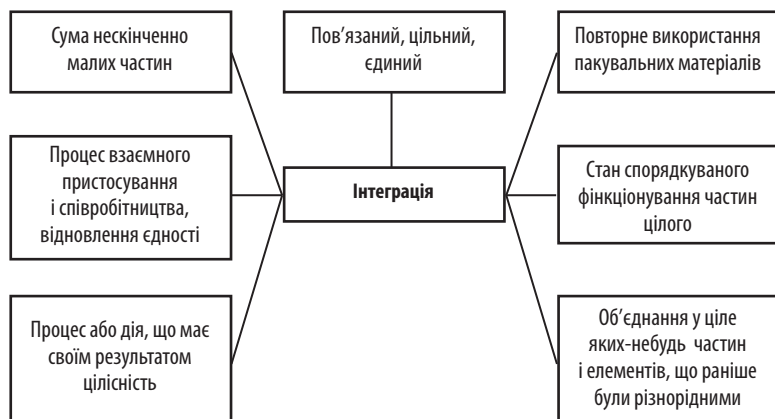 Сума нескінченно
малих частин
Пов’язаний, цільний,
єдиний
Повторне використання
пакувальних матеріалів
Процес взаємного
пристосування
і співробітництва,
відновлення єдності
Інтеграція
Стан спорядкуваного
фінкціонування частин
цілого
Процес або дія, що має
своїм результатом
цілісність
Об’єднання у ціле
яких-небудь частин
і елементів, що раніше
були різнорідними